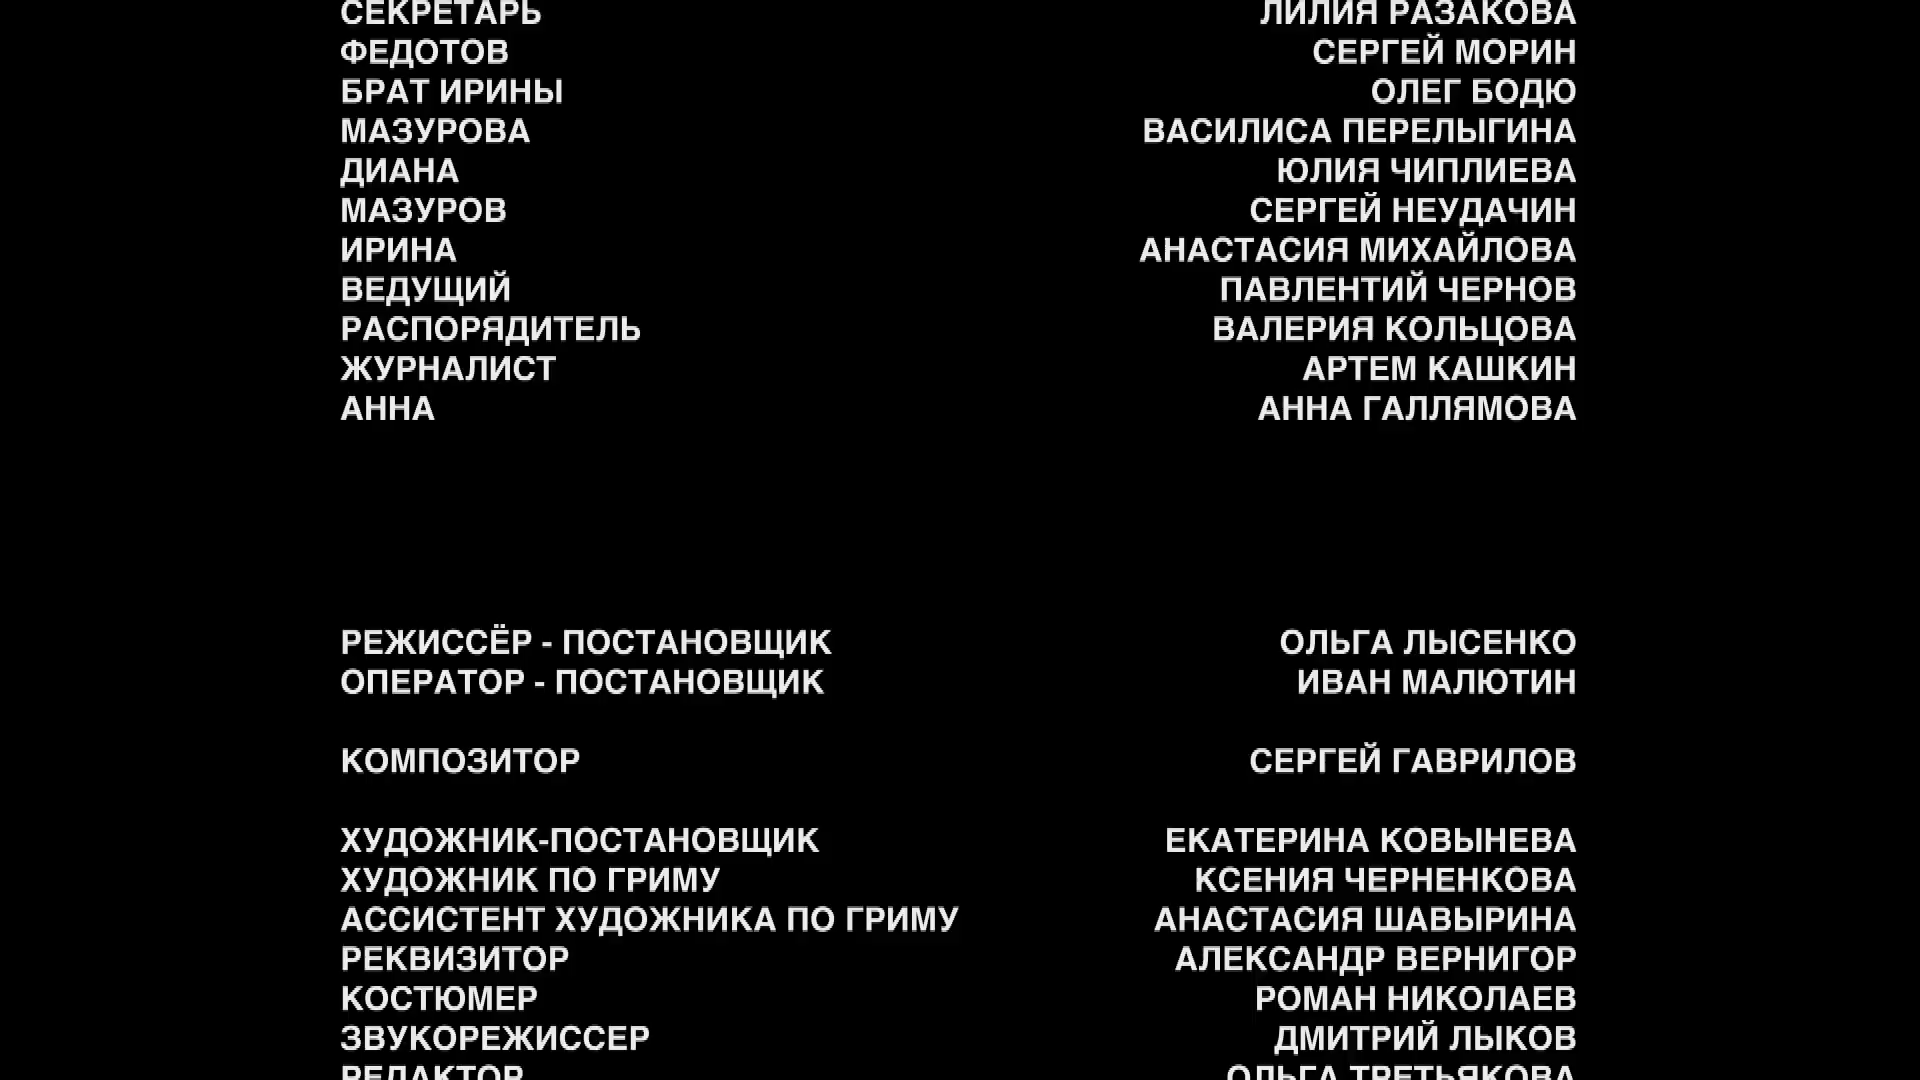 СЕКРЕТАРЬ ЛИЛИЯ РАЗАКОВА
ФЕДОТОВ СЕРГЕЙ МОРИН
БРАТ ИРИНЫ ОЛЕГ БОДЮ
МАЗУРОВА ВАСИЛИСА ПЕРЕЛЫГИНА
ДИАНА ЮЛИЯ ЧИПЛИЕВА
МАЗУРОВ СЕРГЕЙ НЕУДАЧИН
ИРИНА АНАСТАСИЯ МИХАЙЛОВА
ВЕДУЩИЙ ПАВЛЕНТИЙ ЧЕРНОВ
РАСПОРЯДИТЕЛЬ ВАЛЕРИЯ КОЛЬЦОВА
ЖУРНАЛИСТ АРТЕМ КАШКИН
АННА АННА ГАЛЛЯМОВА
РЕЖИССЁР - ПОСТАНОВЩИК ОЛЬГА ЛЫСЕНКО
ОПЕРАТОР - ПОСТАНОВЩИК ИВАН МАЛЮТИН
КОМПОЗИТОР СЕРГЕЙ ГАВРИЛОВ
ХУДОЖНИК-ПОСТАНОВЩИК ЕКАТЕРИНА КОВЫНЕВА
ХУДОЖНИК ПО ГРИМУ КСЕНИЯ ЧЕРНЕНКОВА
АССИСТЕНТ ХУДОЖНИКА ПО ГРИМУ АНАСТАСИЯ ШАВЫРИНА
РЕКВИЗИТОР АЛЕКСАНДР ВЕРНИГОР
КОСТЮМЕР РОМАН НИКОЛАЕВ
ЗВУКОРЕЖИССЕР ДМИТРИЙ ЛЫКОВ
РЕДАКТОР ОЛЬГА ТРЕТЬЯКОВА